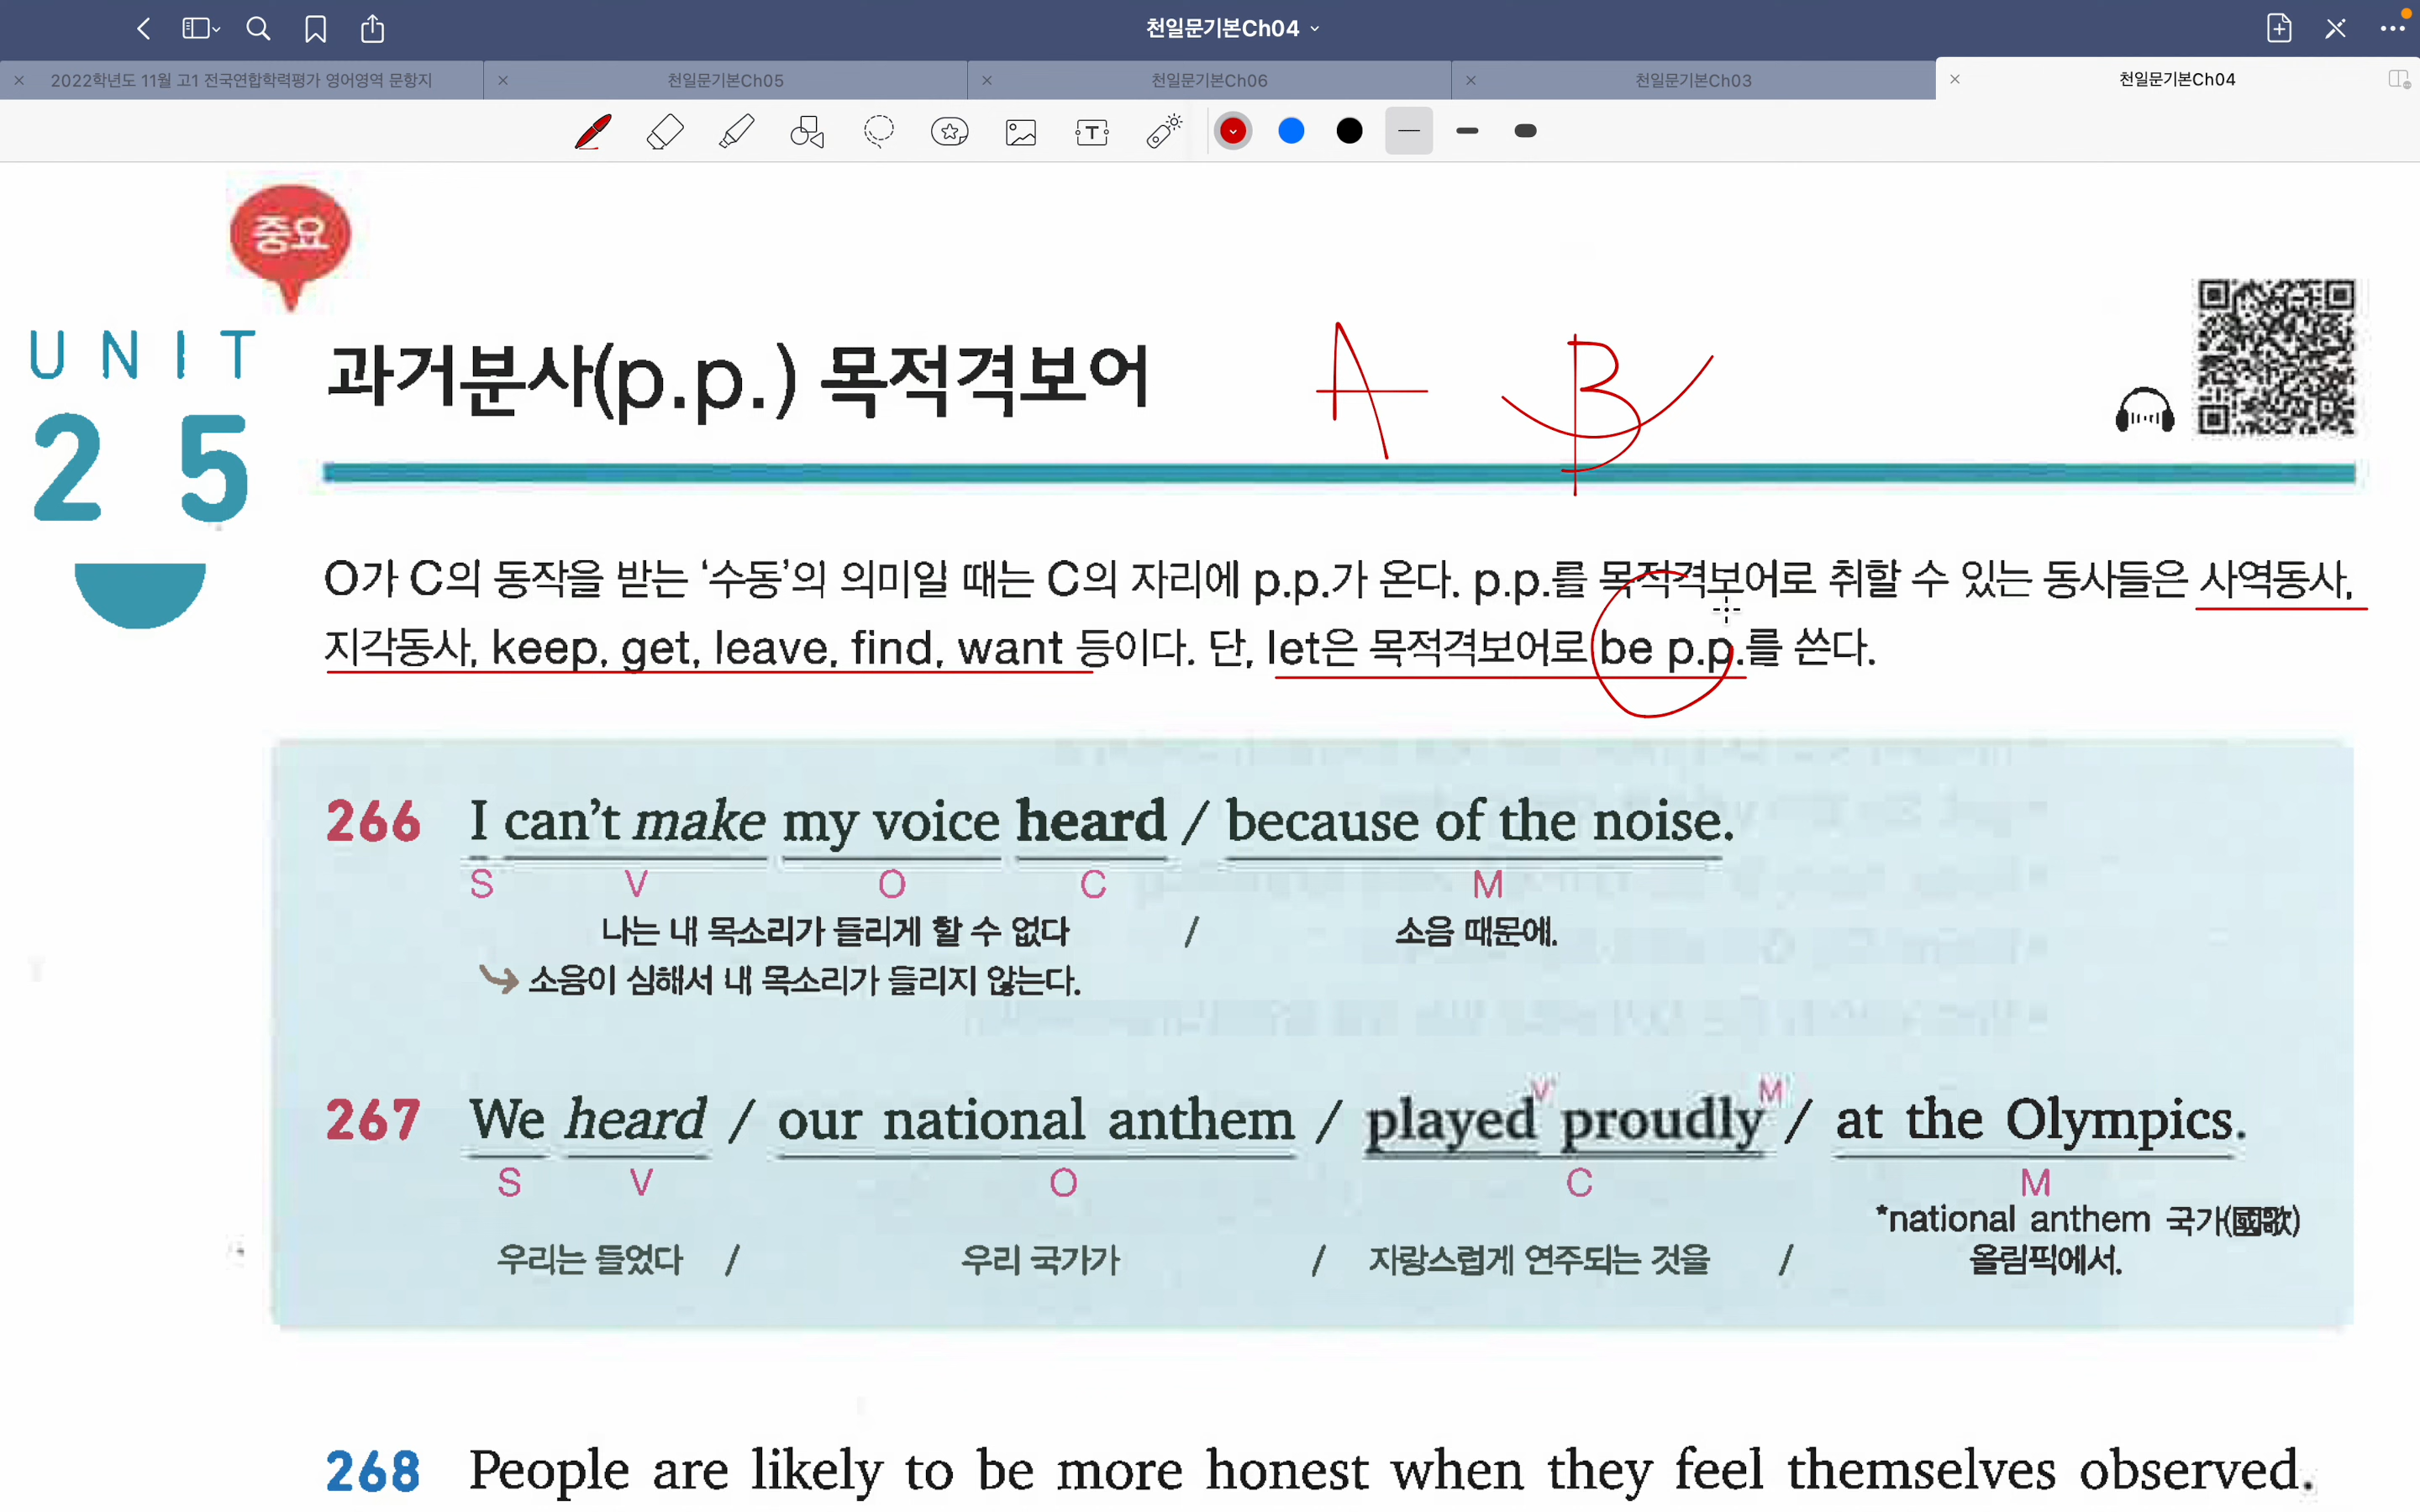 천일문기본Ch04
2022학년도 11월 고1 전국연합학력평가 영어영역 문항지
천일문기본Ch05
천일문기본Ch06
천일문기본Ch03
천일문기본Ch04
T
중요
UNIT
25
과거분사(p.p.) 목적격보어
A B
O가 C의 동작을 받는 ‘수동’의 의미일 때는 C의 자리에 p.p.가 온다. p.p.를 목적격보어로 취할 수 있는 동사들은 사역동사,
지각동사, keep, get, leave, find, want 등이다. 단, let은 목적격보어로 be p.p.를 쓴다.
266 I can’t make my voice heard / because of the noise.
S V O C M
나는 내 목소리가 들리게 할 수 없다 / 소음 때문에.
소음이 심해서 내 목소리가 들리지 않는다.
V' M'
267 We heard / our national anthem / played proudly / at the Olympics.
S V O C M
*national anthem 국가(國歌)
우리는 들었다 / 우리 국가가 / 자랑스럽게 연주되는 것을 / 올림픽에서.
268 People are likely to be more honest when they feel themselves observed.